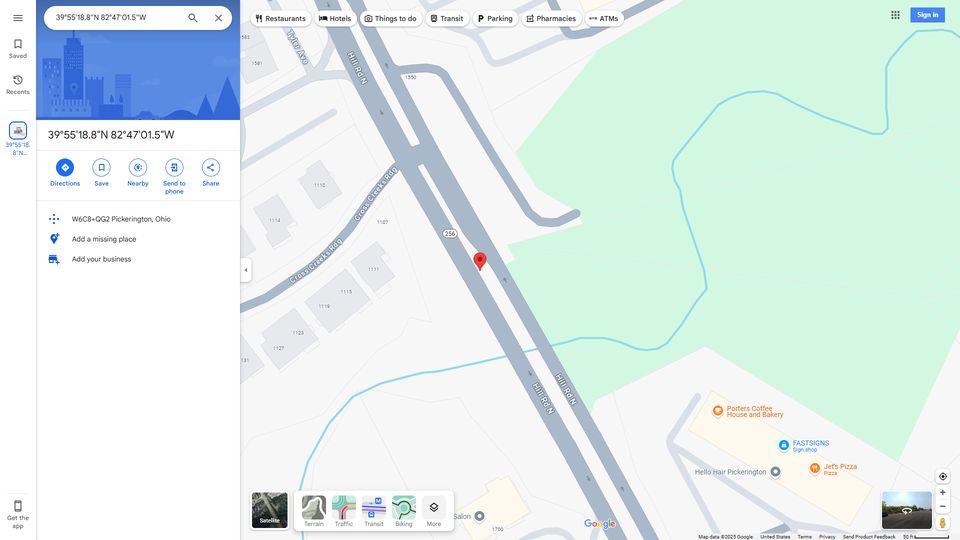 39°55'18.8"N 82°47'01.5"W
Restaurants
Hotels
Things to do
Transit
Parking
Pharmacies
ATMs
Sign in
Saved
Recents
39°55'18.
8"N...
Get the
app
39°55'18.8"N 82°47'01.5"W
Directions
Save
Nearby
Send to
phone
Share
W6C8+QG2 Pickerington, Ohio
Add a missing place
Add your business
Tyler Ave
Hill Rd N
1581
1550
1110
1114
1107
Cross Creeks Rdg
Cross Creeks Rdg
256
1111
1119
1115
1123
1127
131
Hill Rd N
Hill Rd N
Porters Coffee
House and Bakery
FASTSIGNS
Sign shop
Jet's Pizza
Pizza
Hello Hair Pickerington
Salon
1700
Satellite
Terrain
Traffic
Transit
Biking
More
Google
Map data ©2025 Google
United States
Terms
Privacy
Send Product Feedback
50 ft